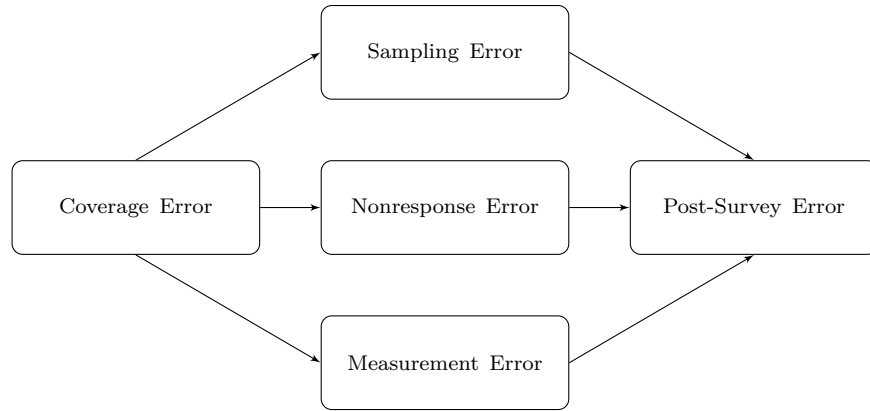 Sampling Error
Coverage Error
Nonresponse Error
Post-Survey Error
Measurement Error